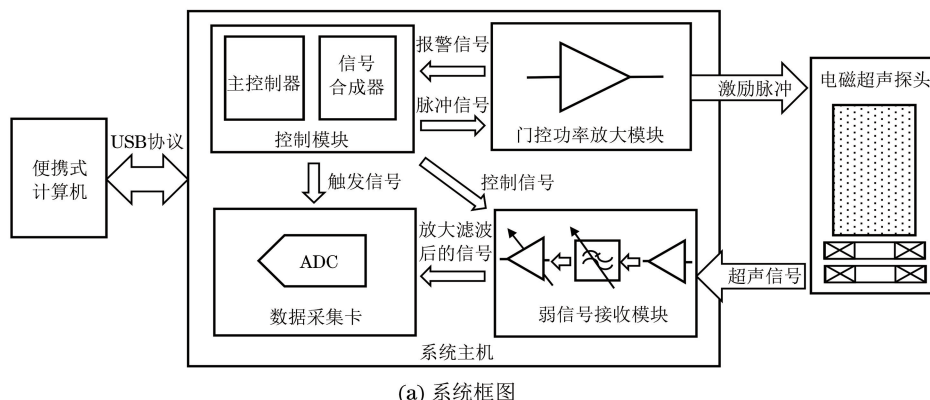 主控制器
信号
合成器
控制模块
报警信号
脉冲信号
门控功率放大模块
激励脉冲
电磁超声探头
便携式
计算机
USB协议
触发信号
控制信号
ADC
数据采集卡
放大滤波
后的信号
弱信号接收模块
超声信号
系统主机
(a) 系统框图